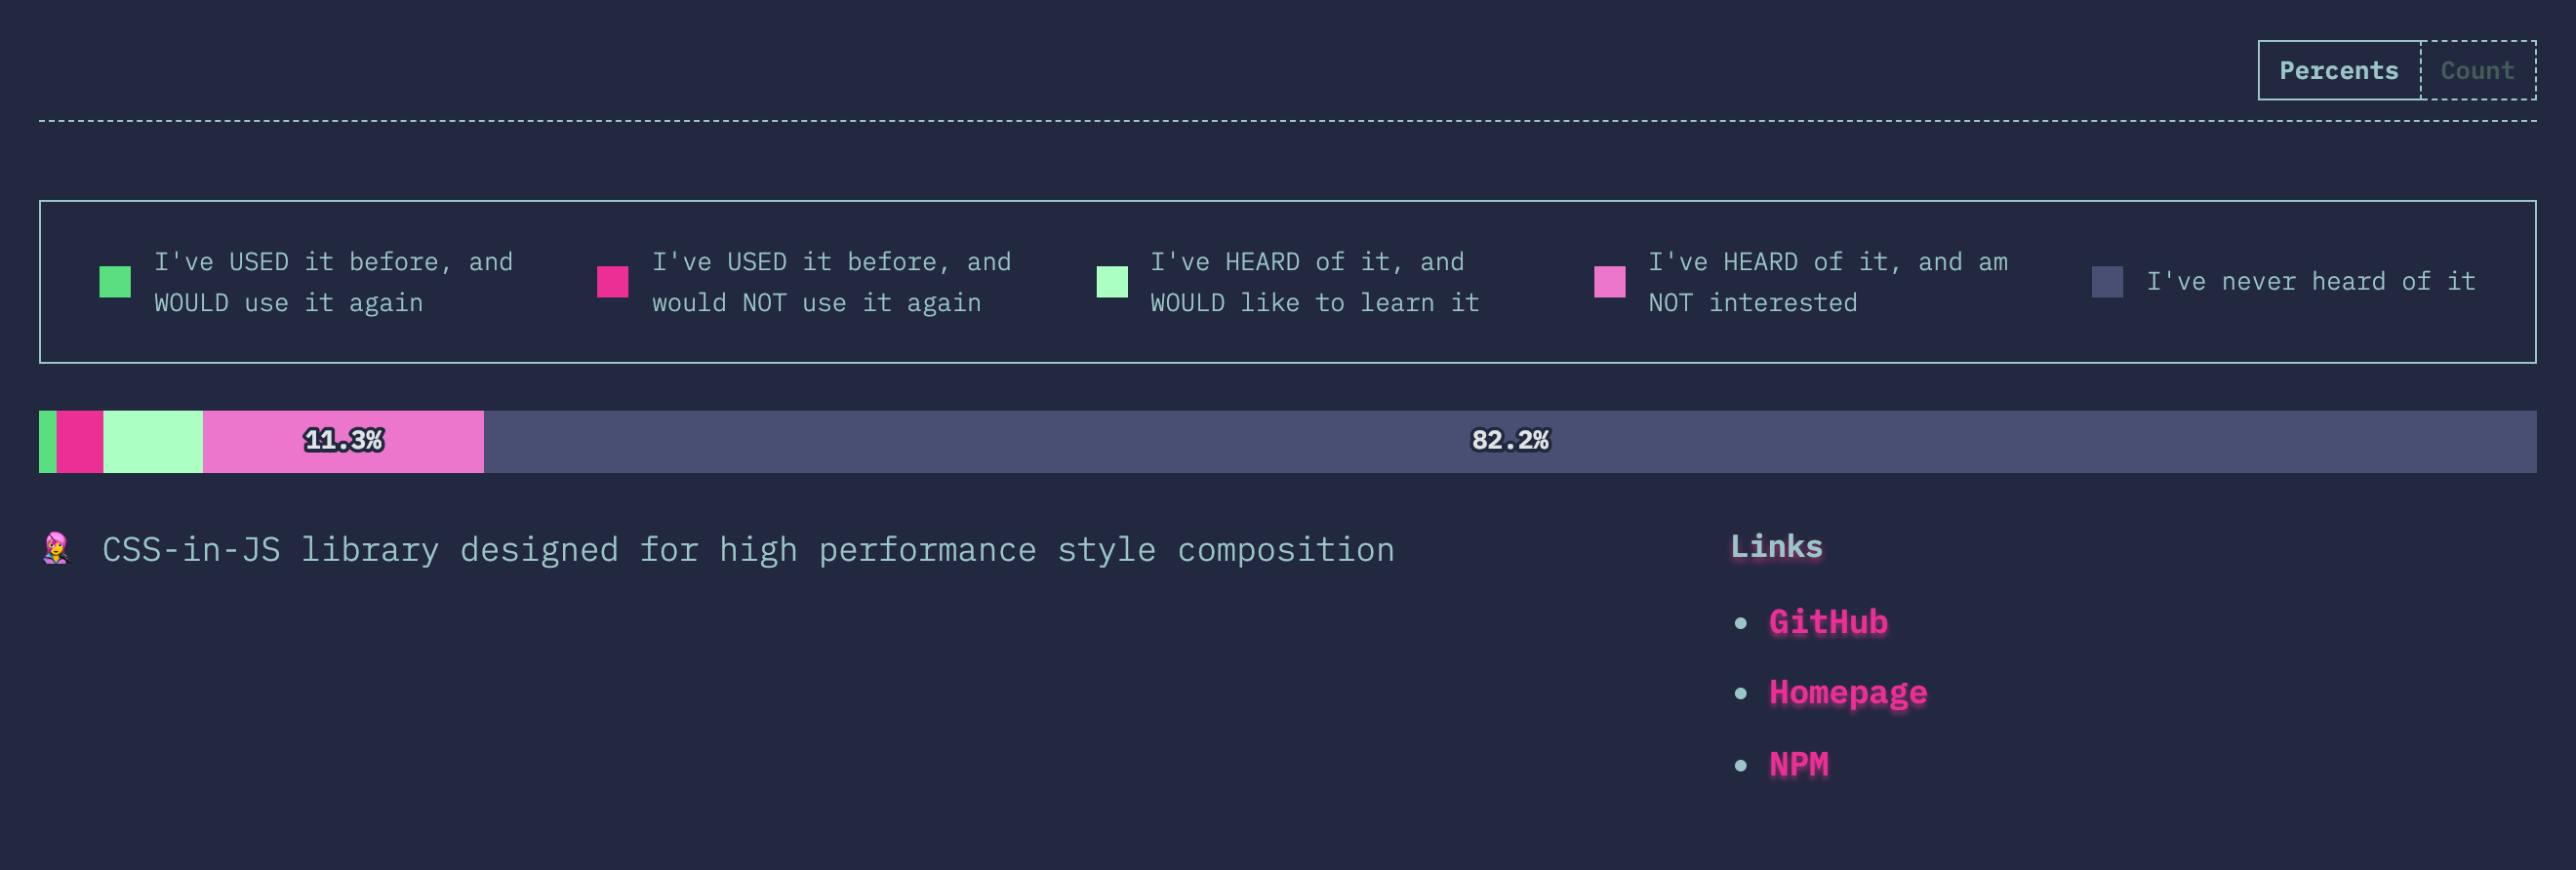 Percents Count
I've USED it before, and
WOULD use it again
I've USED it before, and
would NOT use it again
I've HEARD of it, and
WOULD like to learn it
I've HEARD of it, and am
NOT interested
I've never heard of it
11.3% 82.2%
CSS-in-JS library designed for high performance style composition
Links
GitHub
Homepage
NPM